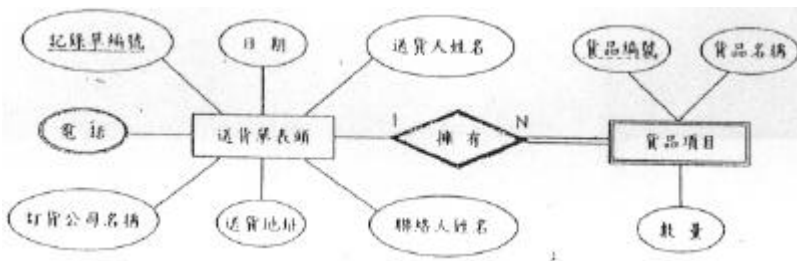 記錄單編號
日期
送貨人姓名
貨品編號
貨品名稱
電話
送貨單表頭
1
擁有
N
貨品項目
訂貨公司名稱
送貨地址
聯絡人姓名
數量